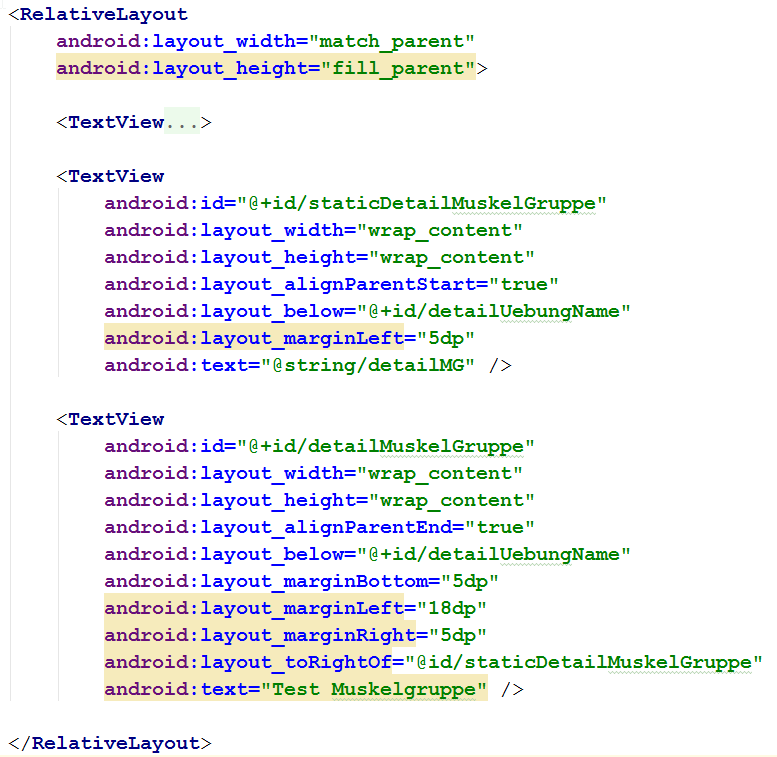 <RelativeLayout
android:layout_width="match_parent"
android:layout_height="fill_parent">
<TextView...>
<TextView
android:id="@+id/staticDetailMuskelGruppe"
android:layout_width="wrap_content"
android:layout_height="wrap_content"
android:layout_alignParentStart="true"
android:layout_below="@+id/detailUebungName"
android:layout_marginLeft="5dp"
android:text="@string/detailMG" />
<TextView
android:id="@+id/detailMuskelGruppe"
android:layout_width="wrap_content"
android:layout_height="wrap_content"
android:layout_alignParentEnd="true"
android:layout_below="@+id/detailUebungName"
android:layout_marginBottom="5dp"
android:layout_marginLeft="18dp"
android:layout_marginRight="5dp"
android:layout_toRightOf="@id/staticDetailMuskelGruppe"
android:text="Test Muskelgruppe" />
</RelativeLayout>